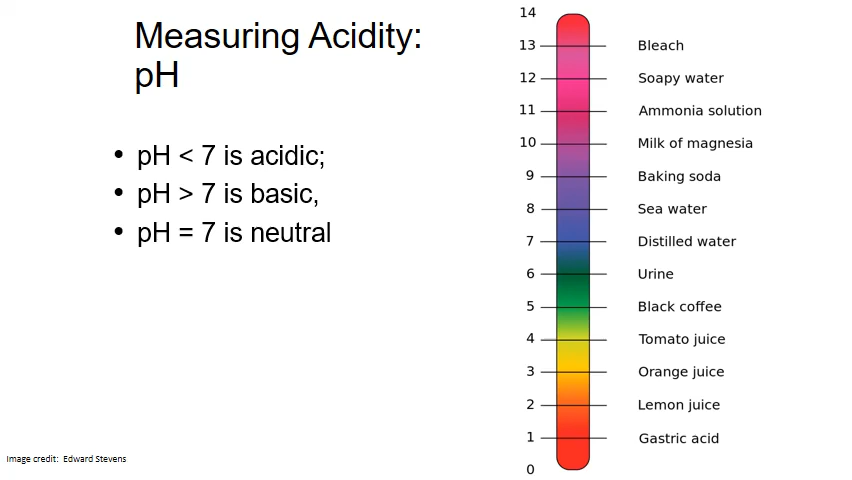 Measuring Acidity:
pH
• pH < 7 is acidic;
• pH > 7 is basic,
• pH = 7 is neutral
14
13 Bleach
12 Soapy water
11 Ammonia solution
10 Milk of magnesia
9 Baking soda
8 Sea water
7 Distilled water
6 Urine
5 Black coffee
4 Tomato juice
3 Orange juice
2 Lemon juice
1 Gastric acid
0
Image credit: Edward Stevens